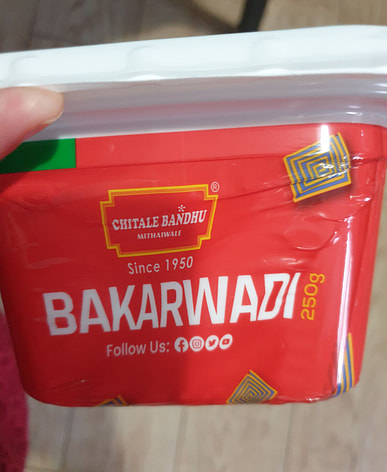 CHITALE BANDHU
®
MITHAIWALE
Since 1950
BAKARWADI
250g
Follow Us: